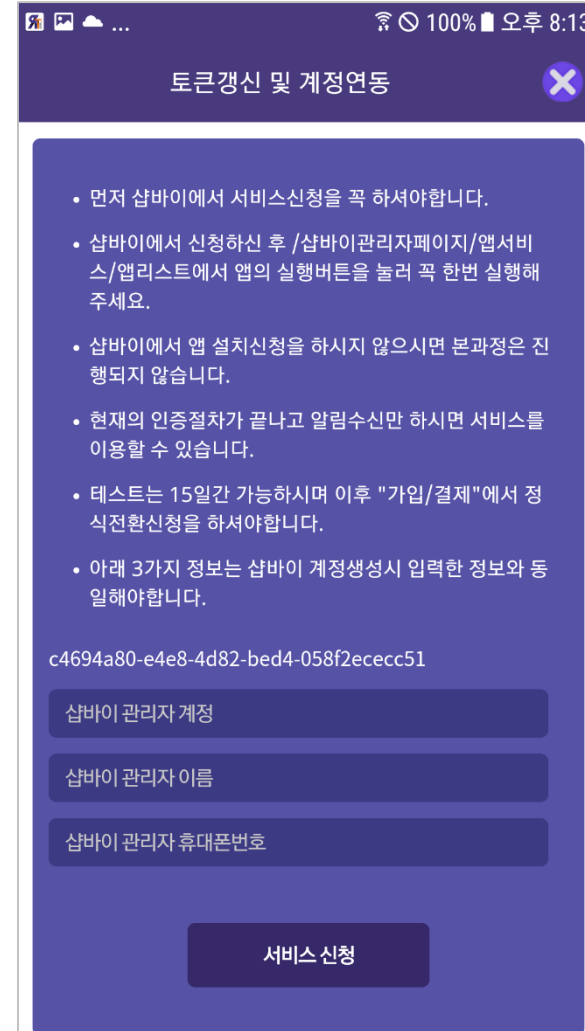 ... 100% 오후 8:13
토큰갱신 및 계정연동
• 먼저 샵바이에서 서비스신청을 꼭 하셔야합니다.
• 샵바이에서 신청하신 후 /샵바이관리자페이지/앱서비
스/앱리스트에서 앱의 실행버튼을 눌러 꼭 한번 실행해
주세요.
• 샵바이에서 앱 설치신청을 하시지 않으시면 본과정은 진
행되지 않습니다.
• 현재의 인증절차가 끝나고 알림수신만 하시면 서비스를
이용할 수 있습니다.
• 테스트는 15일간 가능하시며 이후 "가입/결제"에서 정
식전환신청을 하셔야합니다.
• 아래 3가지 정보는 샵바이 계정생성시 입력한 정보와 동
일해야합니다.
c4694a80-e4e8-4d82-bed4-058f2ececc51
샵바이 관리자 계정
샵바이 관리자 이름
샵바이 관리자 휴대폰번호
서비스 신청